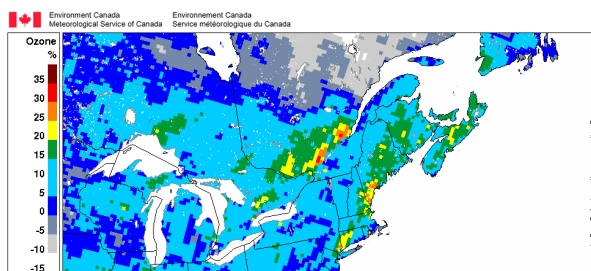 Environment Canada
Meteorological Service of Canada
Environnement Canada
Service météorologique du Canada
Ozone
%
35
30
25
20
15
10
5
0
-5
-10
-15